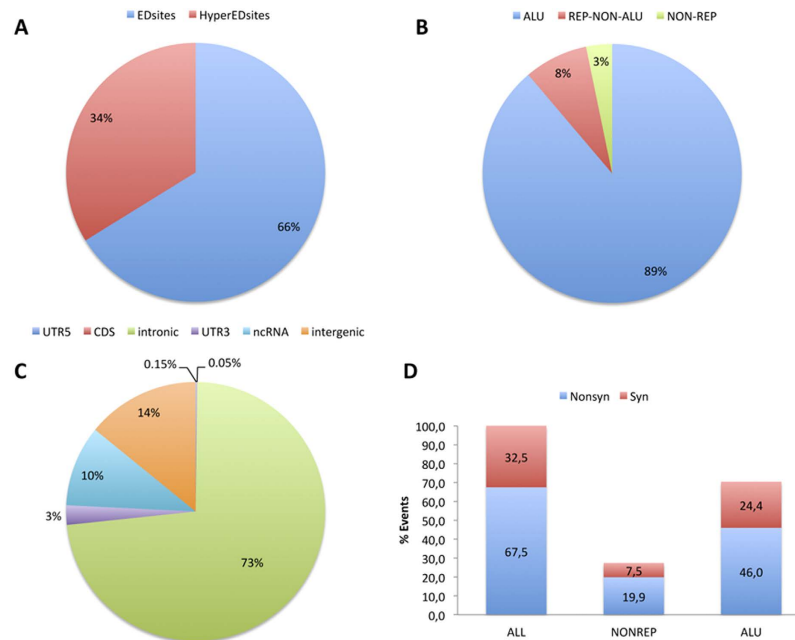 EDsites HyperEDsites
A
34%
66%
ALU REP-NON-ALU NON-REP
B
8%
3%
89%
UTR5 CDS intronic UTR3 ncRNA intergenic
C
0.15% 0.05%
14%
10%
3%
73%
D
Nonsyn Syn
% Events
100,0
90,0
80,0
70,0
60,0
50,0
40,0
30,0
20,0
10,0
0,0
32,5
67,5
7,5
19,9
24,4
46,0
ALL NONREP ALU